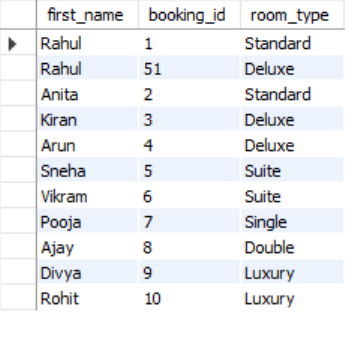 first_name booking_id room_type
Rahul 1 Standard
Rahul 51 Deluxe
Anita 2 Standard
Kiran 3 Deluxe
Arun 4 Deluxe
Sneha 5 Suite
Vikram 6 Suite
Pooja 7 Single
Ajay 8 Double
Divya 9 Luxury
Rohit 10 Luxury